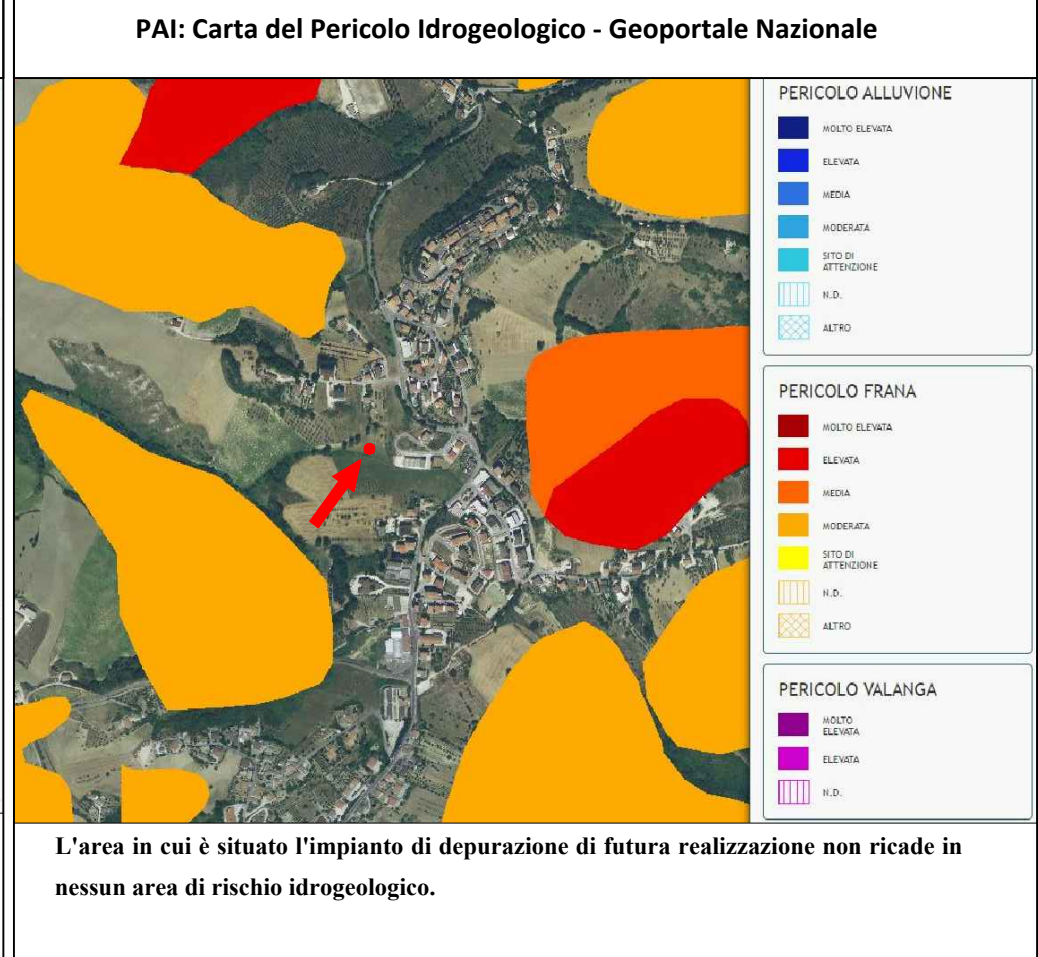 PAI: Carta del Pericolo Idrogeologico - Geoportale Nazionale
PERICOLO ALLUVIONE
MOLTO ELEVATA
ELEVATA
MEDIA
MODERATA
SITO DI
ATTENZIONE
N.D.
ALTRO
PERICOLO FRANA
MOLTO ELEVATA
ELEVATA
MEDIA
MODERATA
SITO DI
ATTENZIONE
N.D.
ALTRO
PERICOLO VALANGA
MOLTO
ELEVATA
ELEVATA
N.D.
L'area in cui è situato l'impianto di depurazione di futura realizzazione non ricade in
nessun area di rischio idrogeologico.